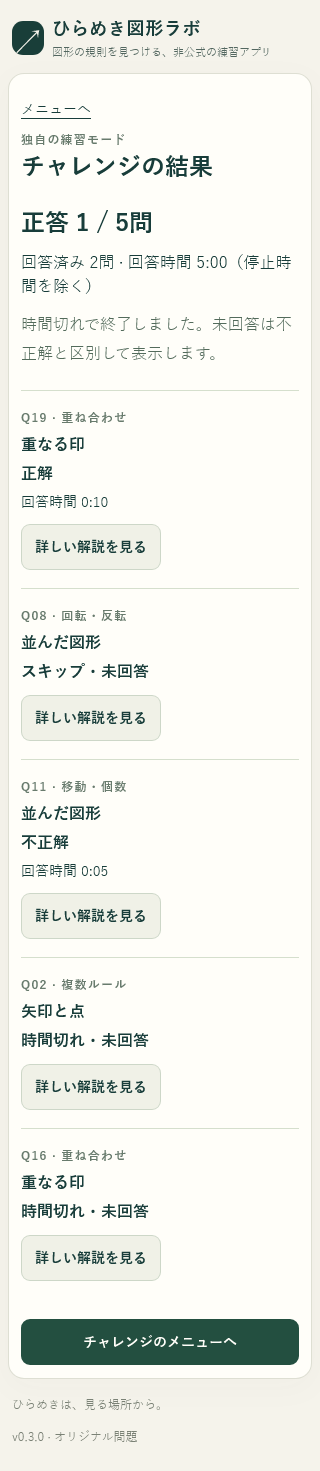 ひらめき図形ラボ
図形の規則を見つける、非公式の練習アプリ
メニューへ
独自の練習モード
チャレンジの結果
正答 1 / 5問
回答済み 2問 · 回答時間 5:00（停止時
間を除く）
時間切れで終了しました。未回答は不
正解と区別して表示します。
Q19 · 重ね合わせ
重なる印
正解
回答時間 0:10
詳しい解説を見る
Q08 · 回転・反転
並んだ図形
スキップ・未回答
詳しい解説を見る
Q11 · 移動・個数
並んだ図形
不正解
回答時間 0:05
詳しい解説を見る
Q02 · 複数ルール
矢印と点
時間切れ・未回答
詳しい解説を見る
Q16 · 重ね合わせ
重なる印
時間切れ・未回答
詳しい解説を見る
チャレンジのメニューへ
ひらめきは、見る場所から。
v0.3.0 · オリジナル問題